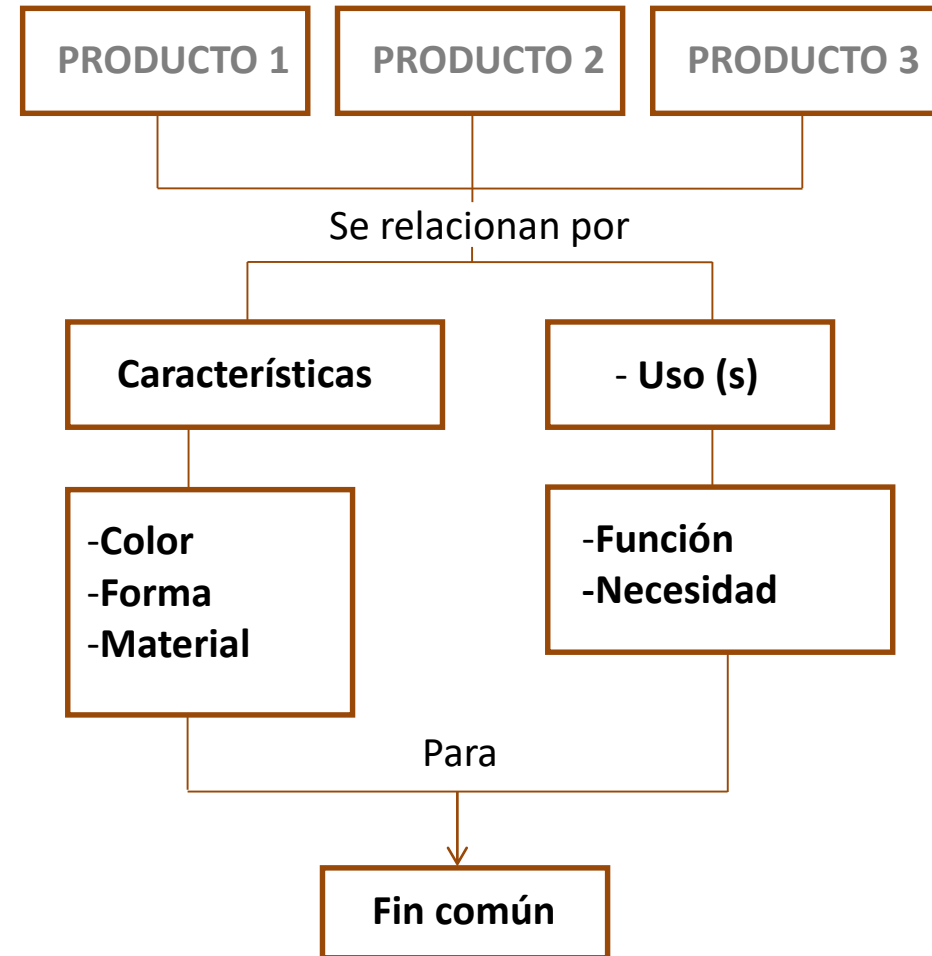 PRODUCTO 1
PRODUCTO 2
PRODUCTO 3
Se relacionan por
Características
- Uso (s)
-Color
-Forma
-Material
-Función
-Necesidad
Para
Fin común